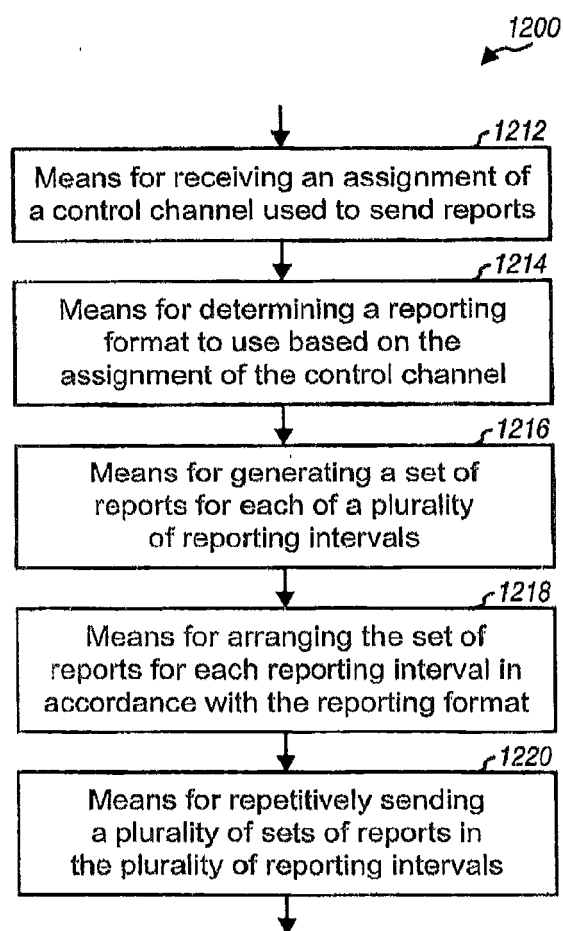 1200
1212
Means for receiving an assignment of
a control channel used to send reports
1214
Means for determining a reporting
format to use based on the
assignment of the control channel
1216
Means for generating a set of
reports for each of a plurality
of reporting intervals
1218
Means for arranging the set of
reports for each reporting interval in
accordance with the reporting format
1220
Means for repetitively sending
a plurality of sets of reports in
the plurality of reporting intervals